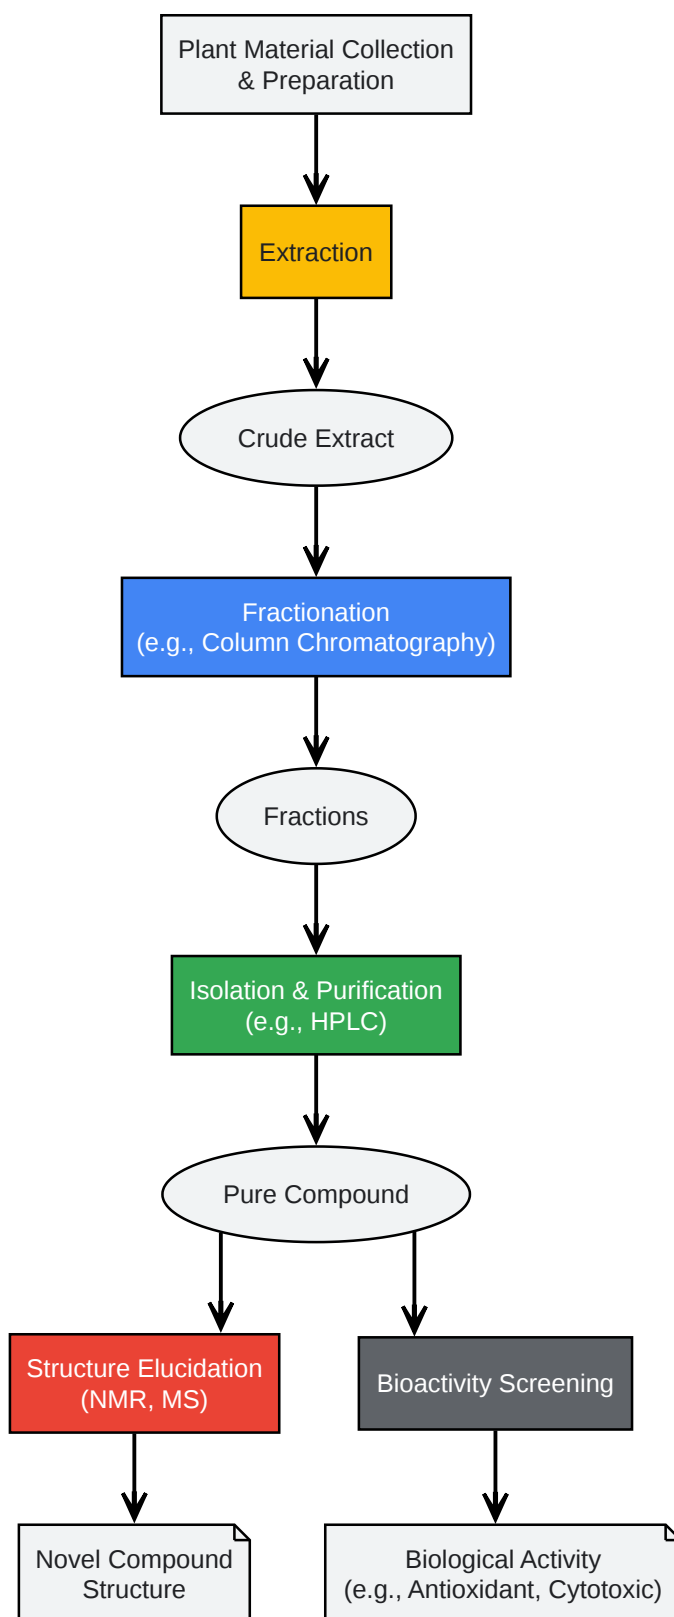 Plant Material Collection
& Preparation
Extraction
Crude Extract
Fractionation
(e.g., Column Chromatography)
Fractions
Isolation & Purification
(e.g., HPLC)
Pure Compound
Structure Elucidation
(NMR, MS)
Bioactivity Screening
Novel Compound
Structure
Biological Activity
(e.g., Antioxidant, Cytotoxic)